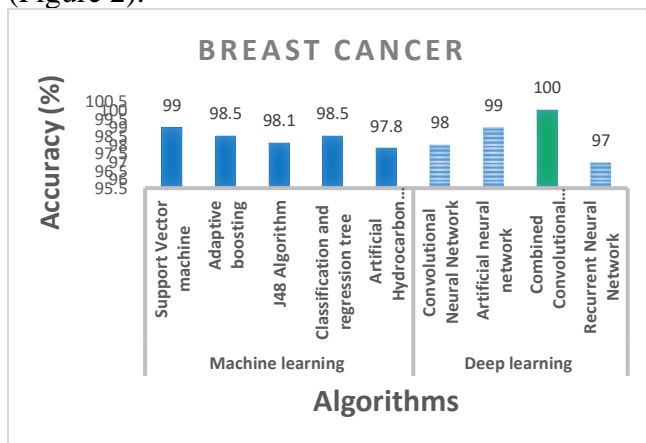 (Figure 2).
BREAST CANCER
Accuracy (%)
100.5
100
99.5
99
98.5
98
97.5
97
96.5
96
95.5
99
98.5
98.1
98.5
97.8
98
99
100
97
Support Vector
machine
Adaptive
boosting
J48 Algorithm
Classification and
regression tree
Artificial
Hydrocarbon…
Convolutional
Neural Network
Artificial neural
network
Combined
Convolutional…
Recurrent Neural
Network
Machine learning
Deep learning
Algorithms